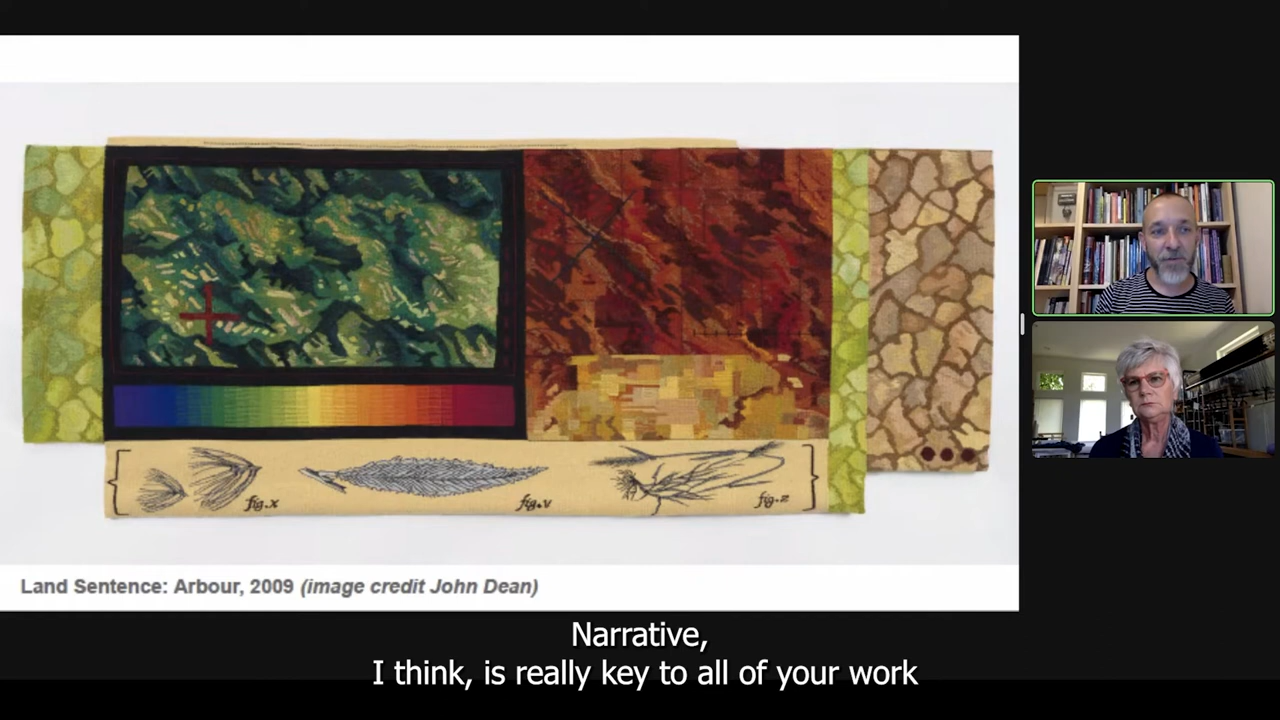 fig.x
fig.v
fig.z
Land Sentence: Arbour, 2009 (image credit John Dean)
Narrative,
I think, is really key to all of your work